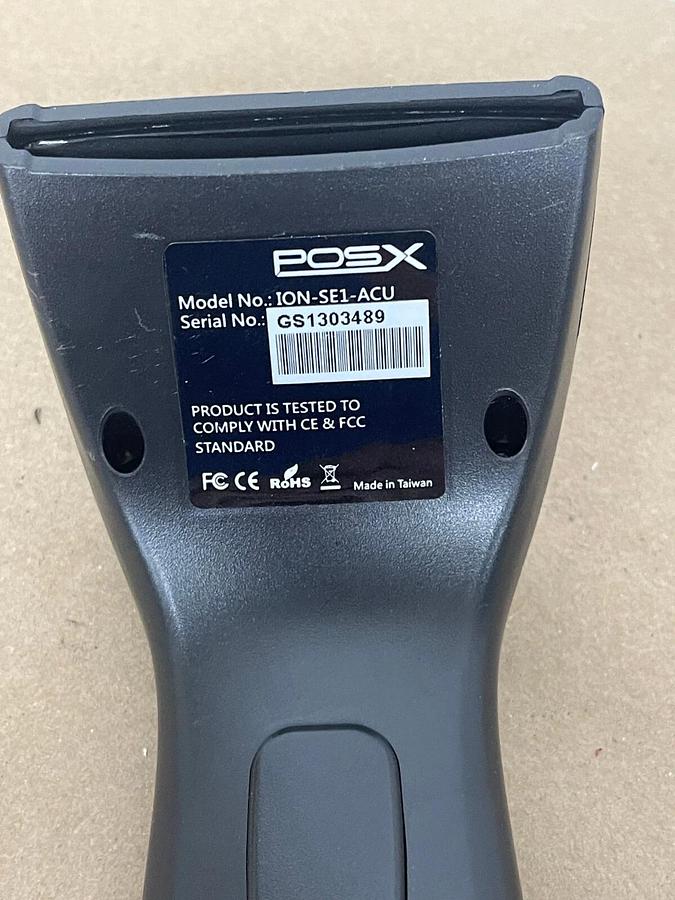 POSX
Model No.: ION-SE1-ACU
Serial No.: GS1303489
PRODUCT IS TESTED TO
COMPLY WITH CE & FCC
STANDARD
FC CE RoHS Made in Taiwan